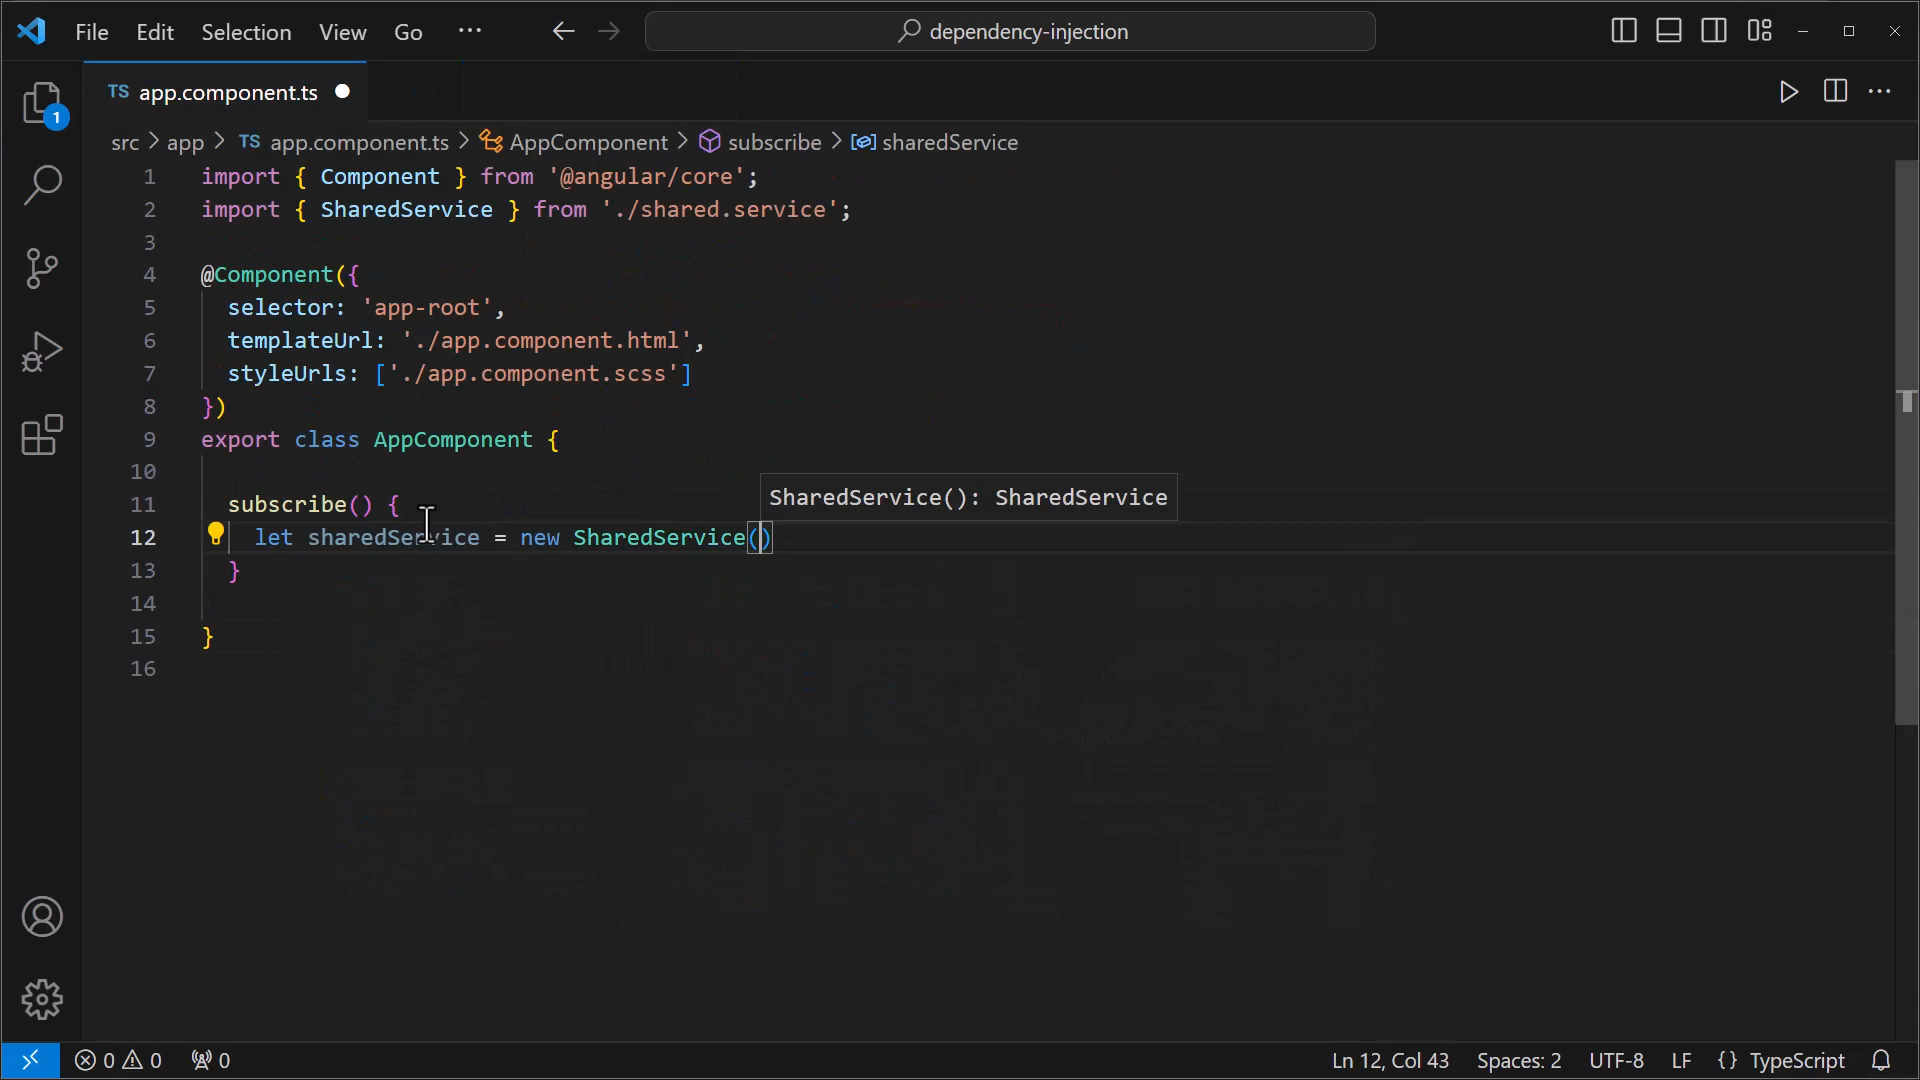 File Edit Selection View Go ··· dependency-injection
TS app.component.ts
1
src > app > TS app.component.ts > AppComponent > subscribe > sharedService
1 import { Component } from '@angular/core';
2 import { SharedService } from './shared.service';
3
4 @Component({
5 selector: 'app-root',
6 templateUrl: './app.component.html',
7 styleUrls: ['./app.component.scss']
8 })
9 export class AppComponent {
10
SharedService(): SharedService
11 subscribe() {
12 let sharedService = new SharedService()
13 }
14
15 }
16
0 0 0 Ln 12, Col 43 Spaces: 2 UTF-8 LF {} TypeScript